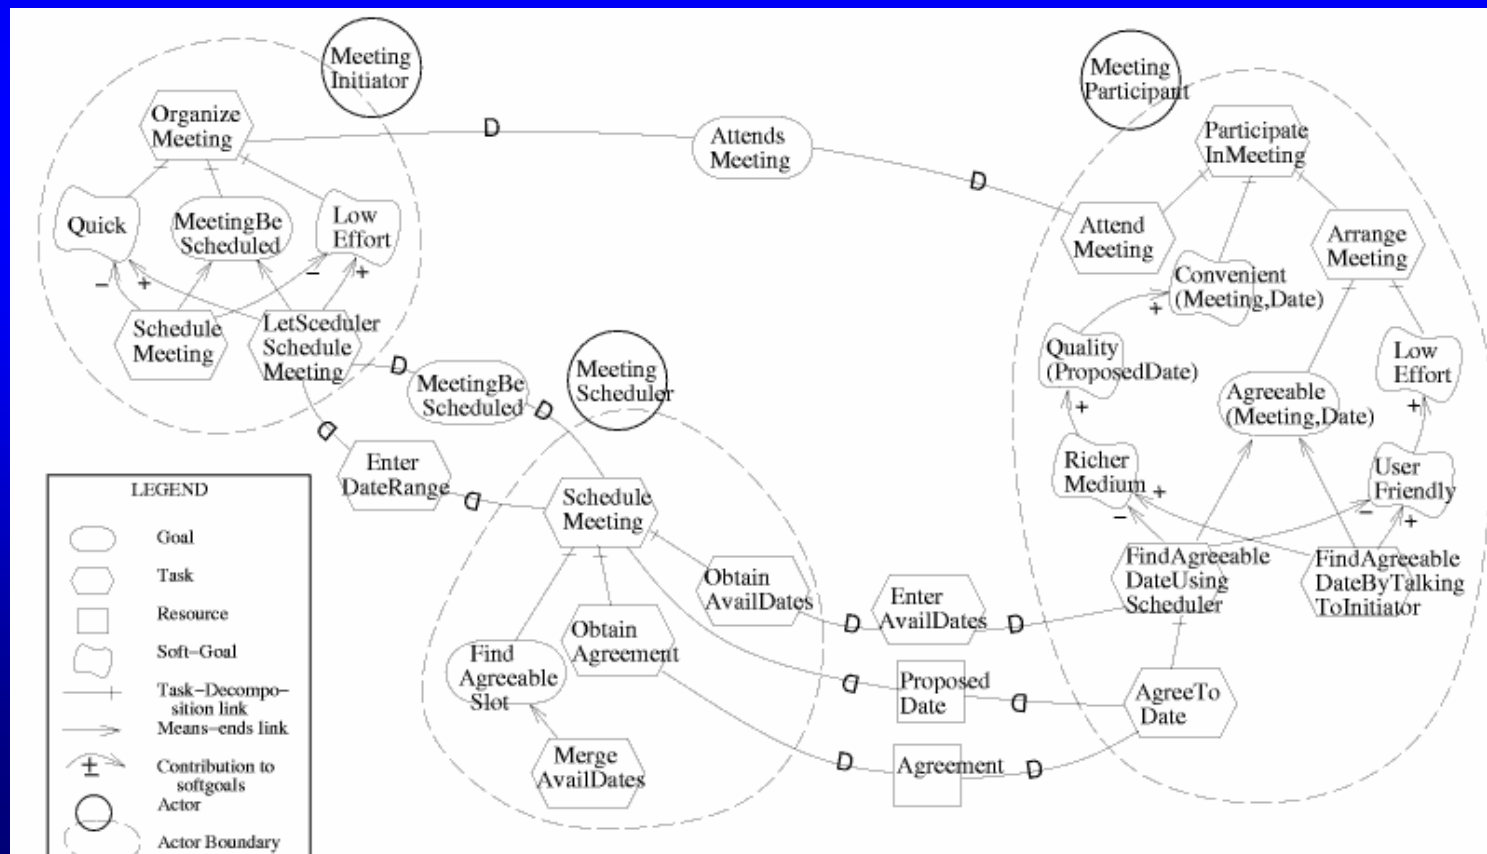 Meeting
Initiator
Organize
Meeting
D
Attends
Meeting
D
Meeting
Participant
Participate
InMeeting
Quick
MeetingBe
Scheduled
Low
Effort
−
+
−
+
Schedule
Meeting
LetSceduler
Schedule
Meeting
D
MeetingBe
Scheduled
D
Meeting
Scheduler
D
Enter
DateRange
D
Schedule
Meeting
Obtain
AvailDates
Obtain
Agreement
Find
Agreeable
Slot
Merge
AvailDates
D
Enter
AvailDates
D
D
Proposed
Date
D
D
Agreement
D
Attend
Meeting
Arrange
Meeting
Convenient
(Meeting,Date)
+
Quality
(ProposedDate)
+
Agreeable
(Meeting,Date)
Low
Effort
+
Richer
Medium
+
−
User
Friendly
−
+
FindAgreeable
DateUsing
Scheduler
FindAgreeable
DateByTalking
ToInitiator
AgreeTo
Date
LEGEND
Goal
Task
Resource
Soft−Goal
Task−Decompo−
sition link
Means−ends link
±
Contribution to
softgoals
Actor
Actor Boundary